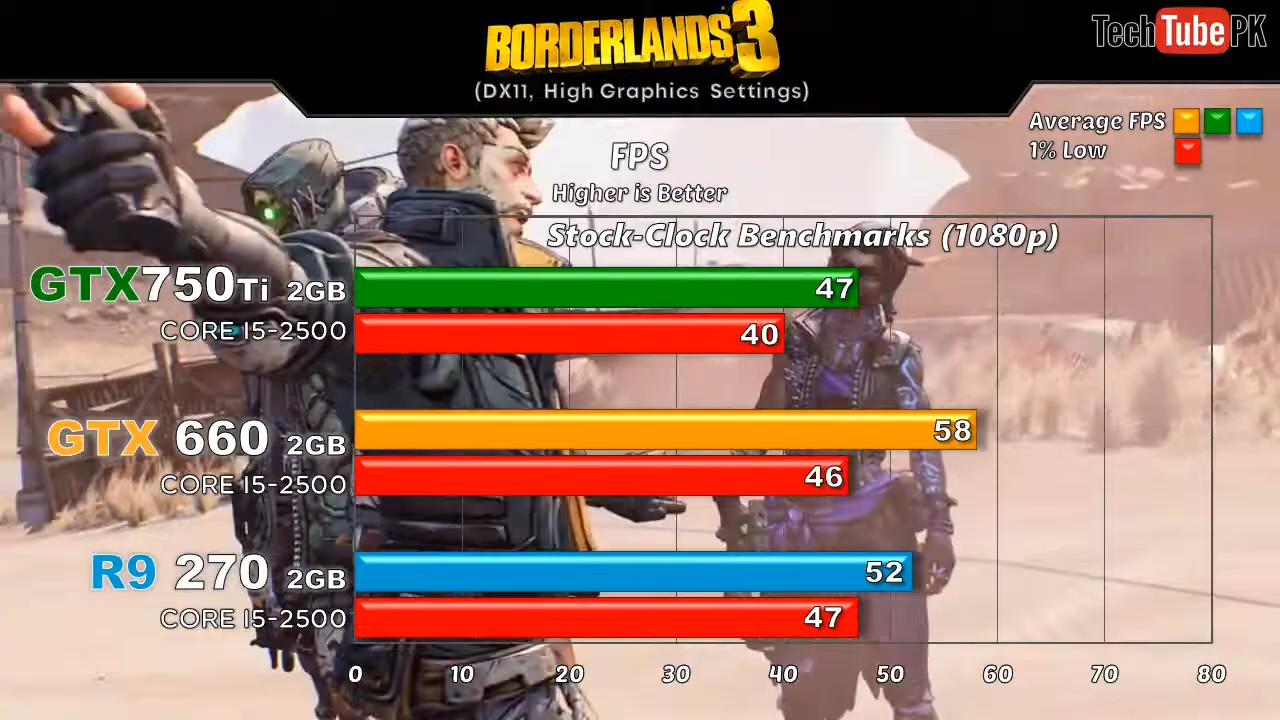 BORDERLANDS 3
TechTubePK
(DX11, High Graphics Settings)
Average FPS
1% Low
FPS
Higher is Better
Stock-Clock Benchmarks (1080p)
GTX750Ti 2GB 47
CORE I5-2500 40
GTX 660 2GB 58
CORE I5-2500 46
R9 270 2GB 52
CORE I5-2500 47
0 10 20 30 40 50 60 70 80